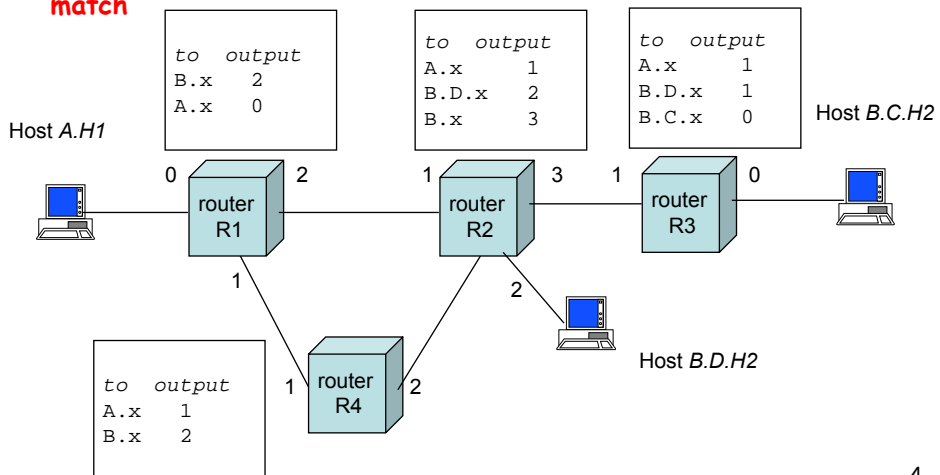 match
to output
B.x 2
A.x 0
to output
A.x 1
B.D.x 2
B.x 3
to output
A.x 1
B.D.x 1
B.C.x 0
Host A.H1
Host B.C.H2
0
2
1
3
1
0
router
R1
router
R2
router
R3
1
2
Host B.D.H2
to output
A.x 1
B.x 2
1
router
R4
2